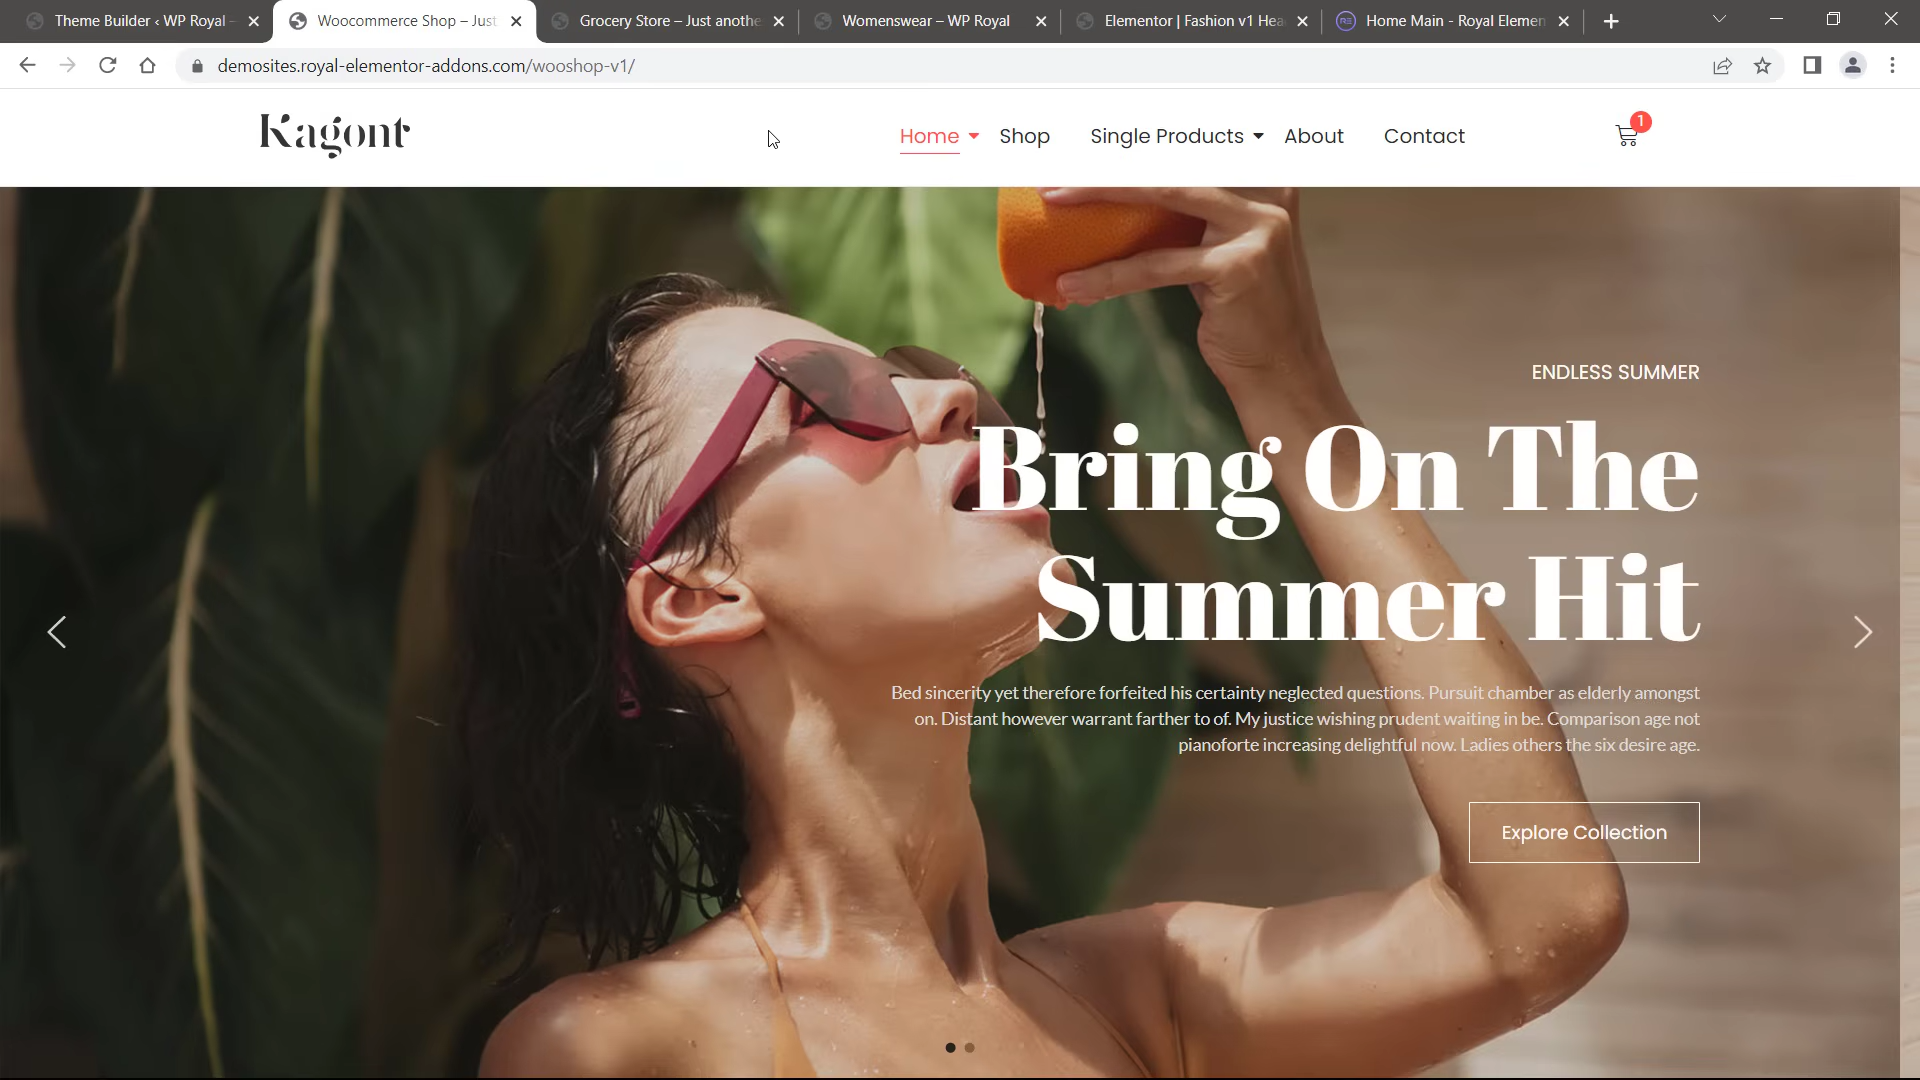 Theme Builder ‹ WP Royal –
Woocommerce Shop – Just
Grocery Store – Just anothe
Womenswear – WP Royal
Elementor | Fashion v1 Hea
Home Main - Royal Elemen
demosites.royal-elementor-addons.com/wooshop-v1/
Kagont
Home
Shop
Single Products
About
Contact
1
ENDLESS SUMMER
Bring On The
Summer Hit
Bed sincerity yet therefore forfeited his certainty neglected questions. Pursuit chamber as elderly amongst
on. Distant however warrant farther to of. My justice wishing prudent waiting in be. Comparison age not
pianoforte increasing delightful now. Ladies others the six desire age.
Explore Collection